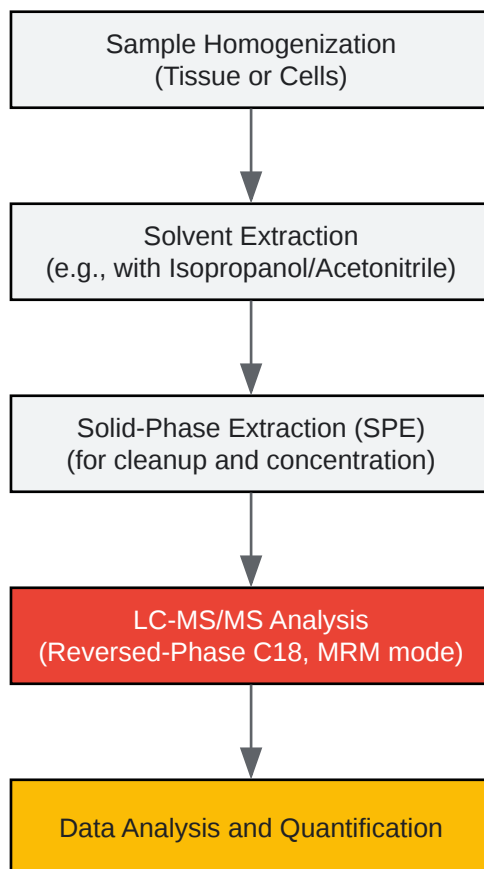 Sample Homogenization
(Tissue or Cells)
Solvent Extraction
(e.g., with Isopropanol/Acetonitrile)
Solid-Phase Extraction (SPE)
(for cleanup and concentration)
LC-MS/MS Analysis
(Reversed-Phase C18, MRM mode)
Data Analysis and Quantification